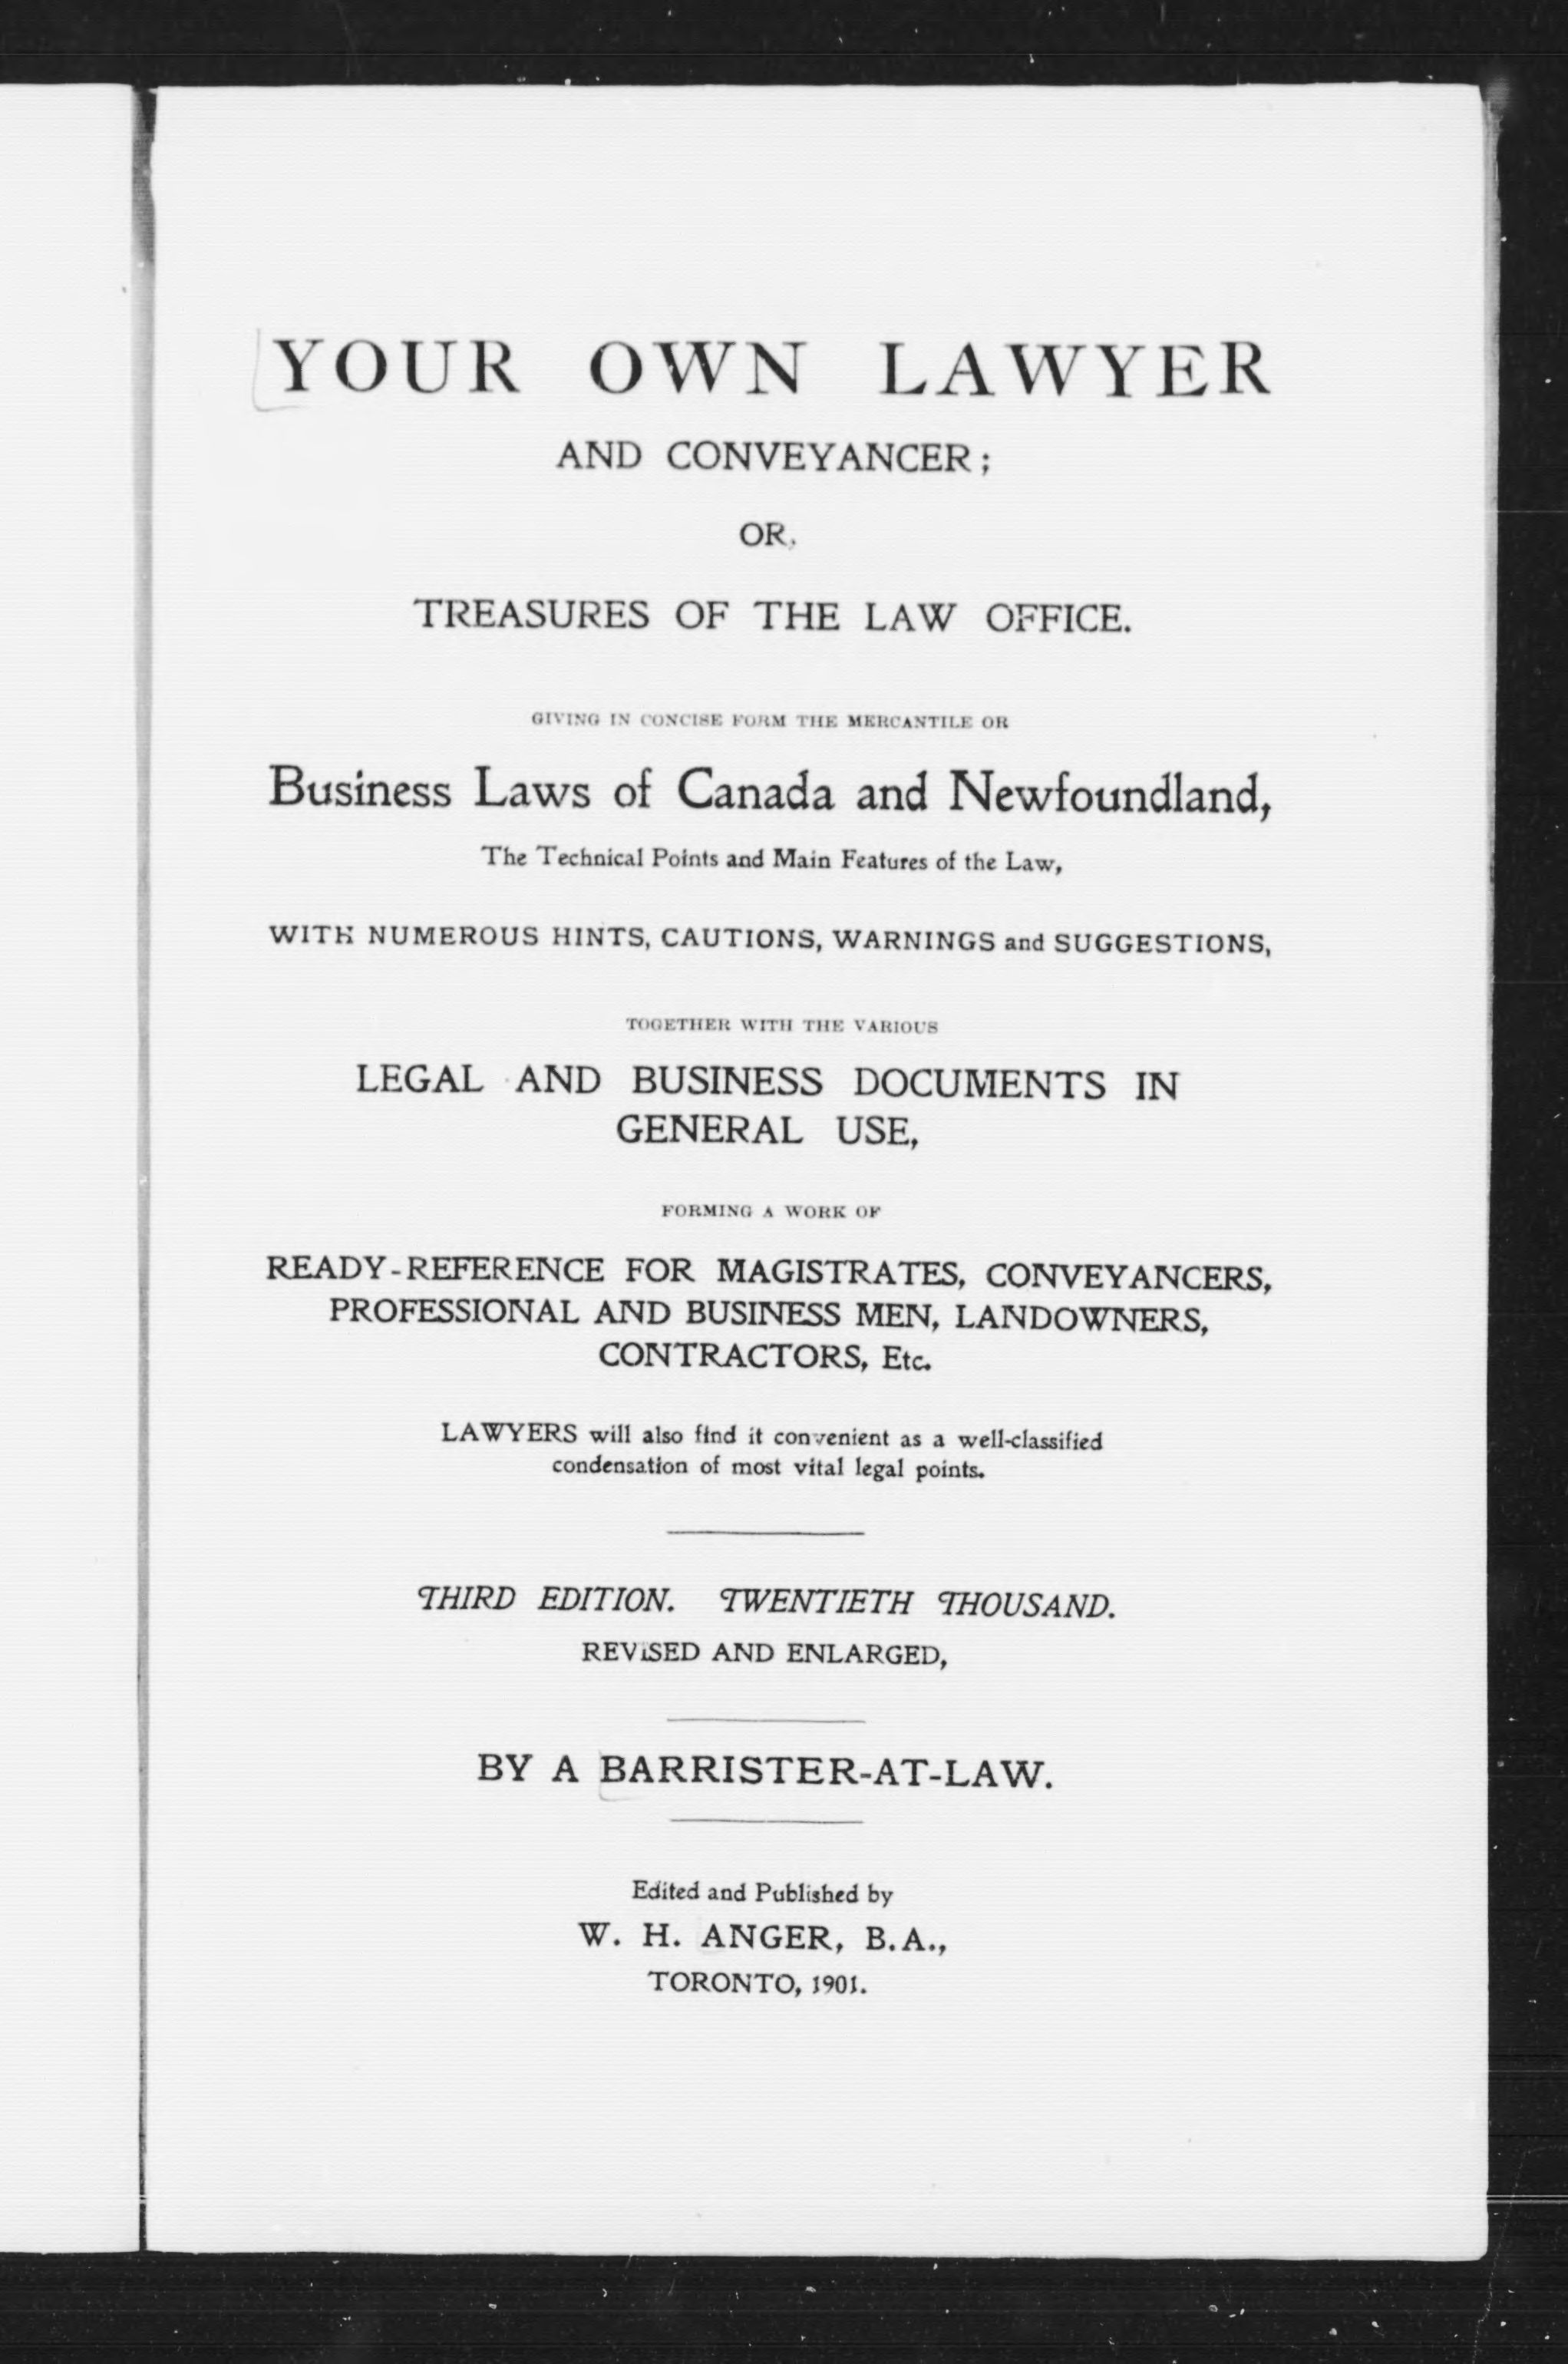 YOUR OWN LAWYER
AND CONVEYANCER;
OR,
TREASURES OF THE LAW OFFICE.
GIVING IN CONCISE FORM THE MERCANTILE OR
Business Laws of Canada and Newfoundland,
The Technical Points and Main Features of the Law,
WITH NUMEROUS HINTS, CAUTIONS, WARNINGS and SUGGESTIONS,
TOGETHER WITH THE VARIOUS
LEGAL AND BUSINESS DOCUMENTS IN
GENERAL USE,
FORMING A WORK OF
READY-REFERENCE FOR MAGISTRATES, CONVEYANCERS,
PROFESSIONAL AND BUSINESS MEN, LANDOWNERS,
CONTRACTORS, Etc.
LAWYERS will also find it convenient as a well-classified
condensation of most vital legal points.
THIRD EDITION. TWENTIETH THOUSAND.
REVISED AND ENLARGED,
BY A BARRISTER-AT-LAW.
Edited and Published by
W. H. ANGER, B.A.,
TORONTO, 1901.